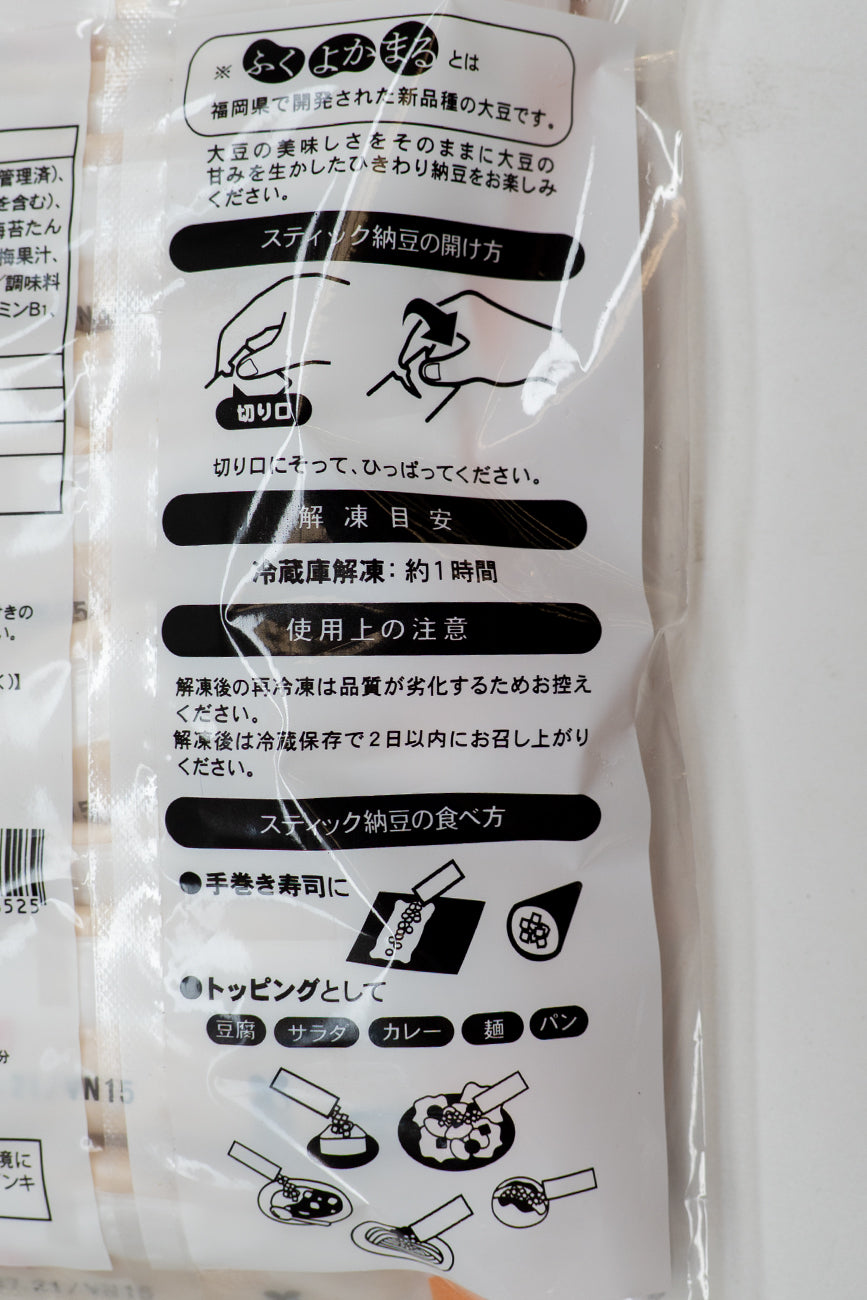 ※ ふくよかまる とは
福岡県で開発された新品種の大豆です。
大豆の美味しさをそのままに大豆の
甘みを生かしたひきわり納豆をお楽しみ
ください。
スティック納豆の開け方
切り口
切り口にそって、ひっぱってください。
解凍目安
冷蔵庫解凍：約1時間
使用上の注意
解凍後の再冷凍は品質が劣化するためお控え
ください。
解凍後は冷蔵保存で2日以内にお召し上がり
ください。
スティック納豆の食べ方
●手巻き寿司に
●トッピングとして
豆腐 サラダ カレー 麺 パン
管理済)、
を含む)、
海苔たん
梅果汁、
調味料
ミンB1、
きの
い。
く)】
525
分
N15
境に
ンキ